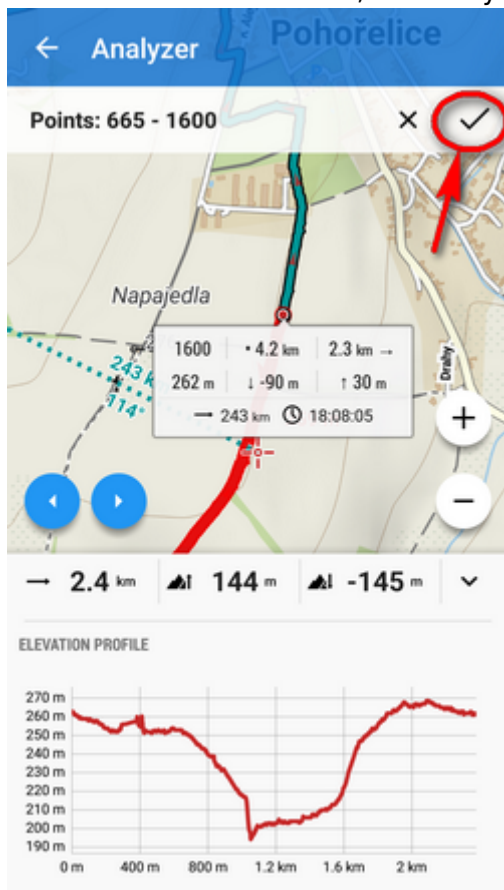 Pohořelice
← Analyzer
Points: 665 - 1600
Napajedla
1600 • 4.2 km 2.3 km →
262 m ↓ -90 m ↑ 30 m
→ 243 km 18:08:05
243 k
114°
Drahy
+
−
→ 2.4 km 144 m -145 m
ELEVATION PROFILE
270 m
260 m
250 m
240 m
230 m
220 m
210 m
200 m
190 m
0 m 400 m 800 m 1.2 km 1.6 km 2 km